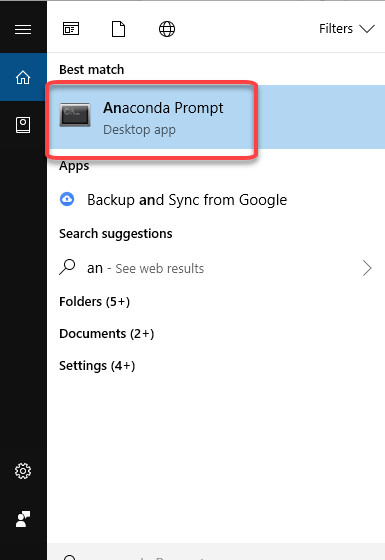 Filters
Best match
Anaconda Prompt
Desktop app
Apps
Backup and Sync from Google
Search suggestions
an - See web results
Folders (5+)
Documents (2+)
Settings (4+)